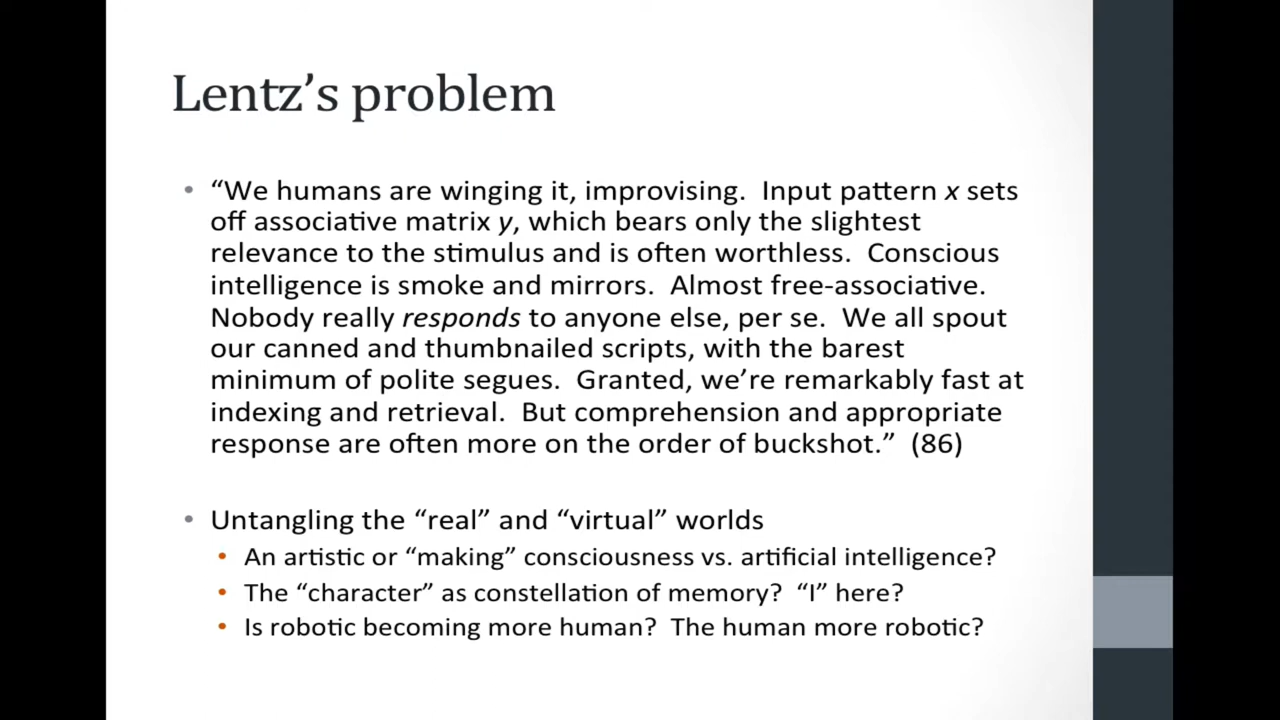 Lentz’s problem
• “We humans are winging it, improvising.  Input pattern x sets
off associative matrix y, which bears only the slightest
relevance to the stimulus and is often worthless.  Conscious
intelligence is smoke and mirrors.  Almost free-associative.
Nobody really responds to anyone else, per se.  We all spout
our canned and thumbnailed scripts, with the barest
minimum of polite segues.  Granted, we’re remarkably fast at
indexing and retrieval.  But comprehension and appropriate
response are often more on the order of buckshot.”  (86)
• Untangling the “real” and “virtual” worlds
• An artistic or “making” consciousness vs. artificial intelligence?
• The “character” as constellation of memory?  “I” here?
• Is robotic becoming more human?  The human more robotic?